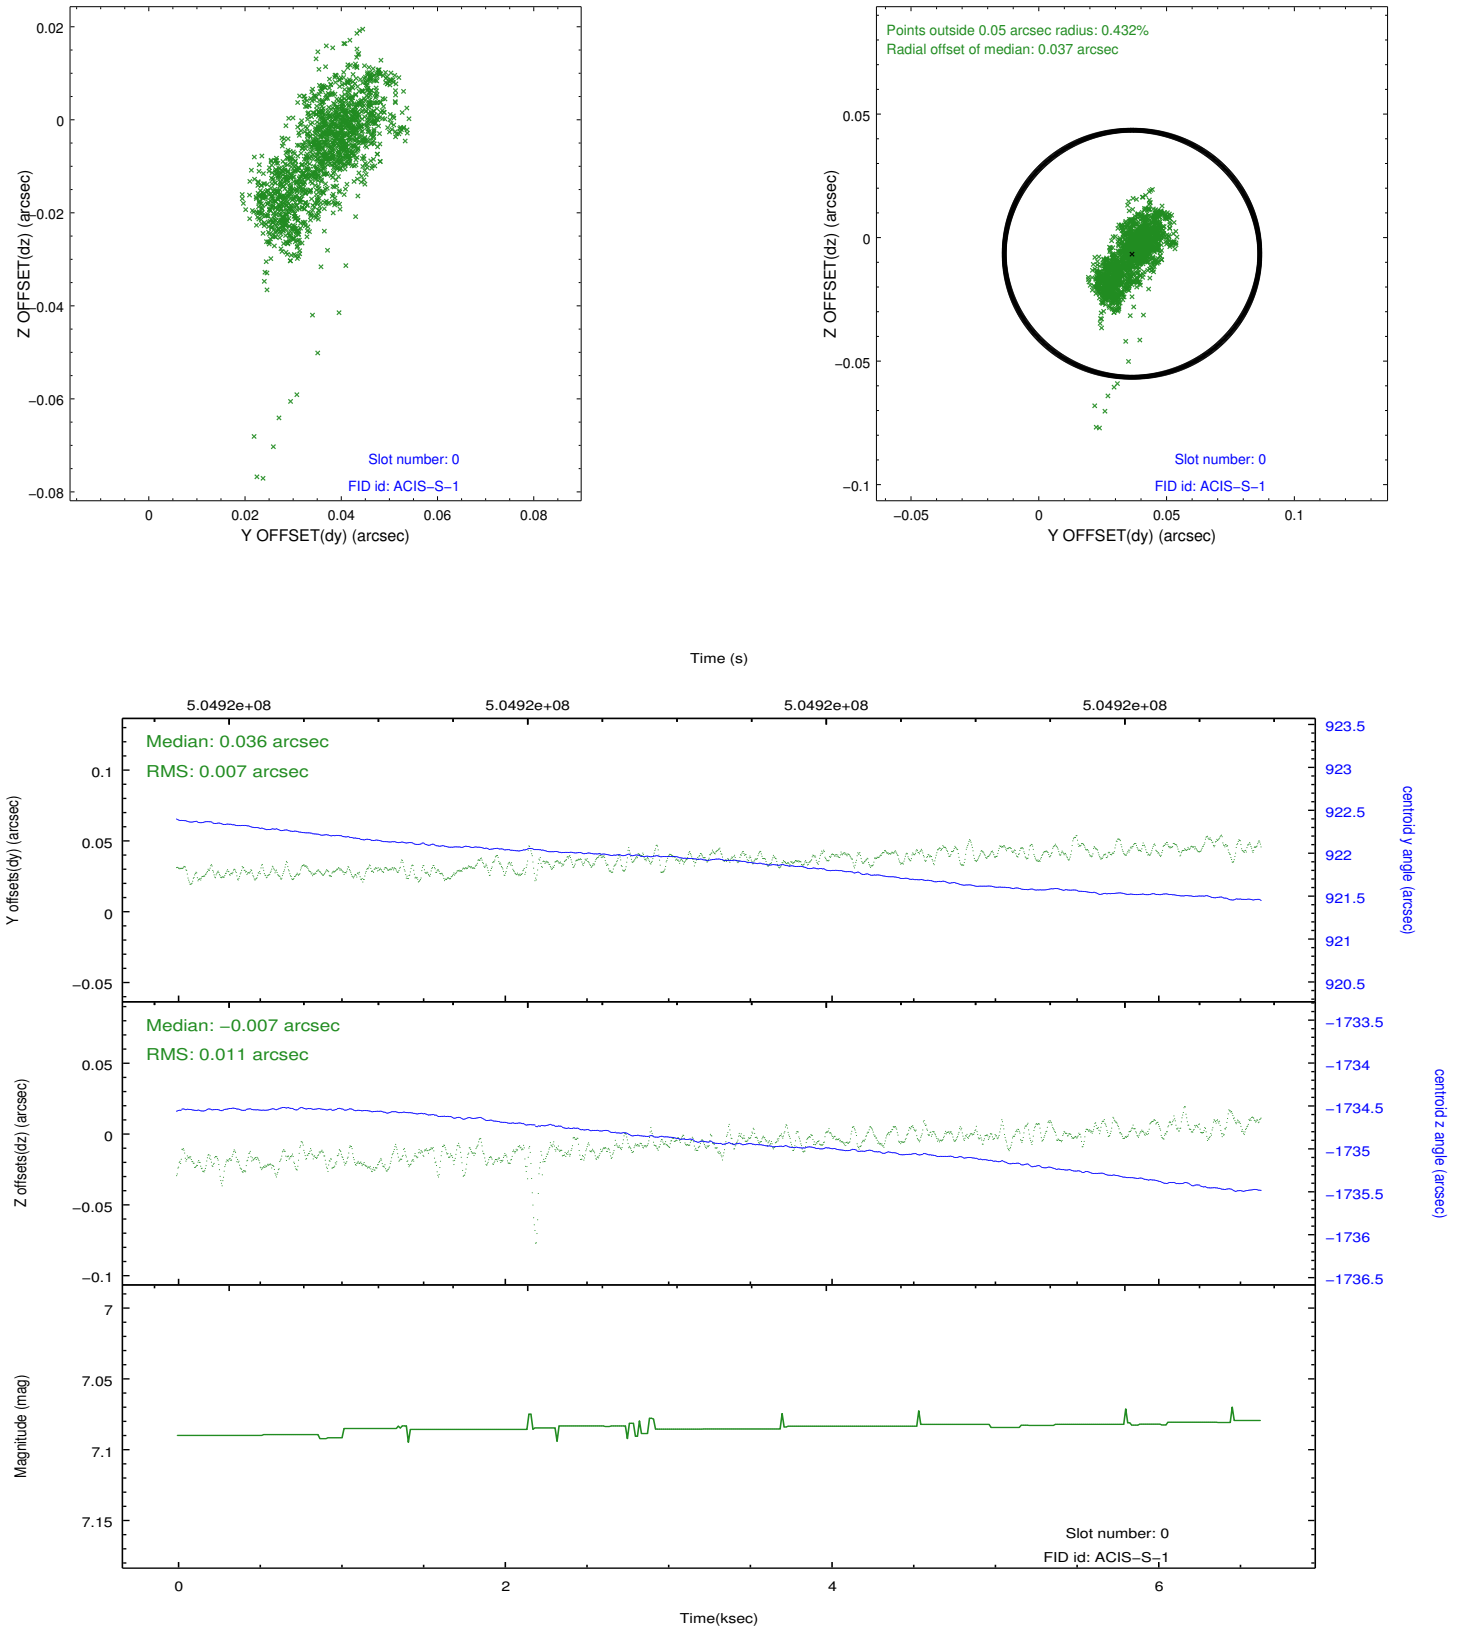 0.02
0
−0.02
−0.04
−0.06
−0.08
Z OFFSET(dz) (arcsec)
0
0.02
0.04
0.06
0.08
Y OFFSET(dy) (arcsec)
Slot number: 0
FID id: ACIS−S−1
Points outside 0.05 arcsec radius: 0.432%
Radial offset of median: 0.037 arcsec
0.05
0
−0.05
−0.1
Z OFFSET(dz) (arcsec)
−0.05
0
0.05
0.1
Y OFFSET(dy) (arcsec)
Slot number: 0
FID id: ACIS−S−1
Time (s)
5.0492e+08
5.0492e+08
5.0492e+08
5.0492e+08
Median: 0.036 arcsec
RMS: 0.007 arcsec
0.1
0.05
0
−0.05
Y offsets(dy) (arcsec)
923.5
923
922.5
922
921.5
921
920.5
centroid y angle (arcsec)
Median: −0.007 arcsec
RMS: 0.011 arcsec
0.05
0
−0.05
−0.1
Z offsets(dz) (arcsec)
−1733.5
−1734
−1734.5
−1735
−1735.5
−1736
−1736.5
centroid z angle (arcsec)
7
7.05
7.1
7.15
Magnitude (mag)
Slot number: 0
FID id: ACIS−S−1
0
2
4
6
Time(ksec)